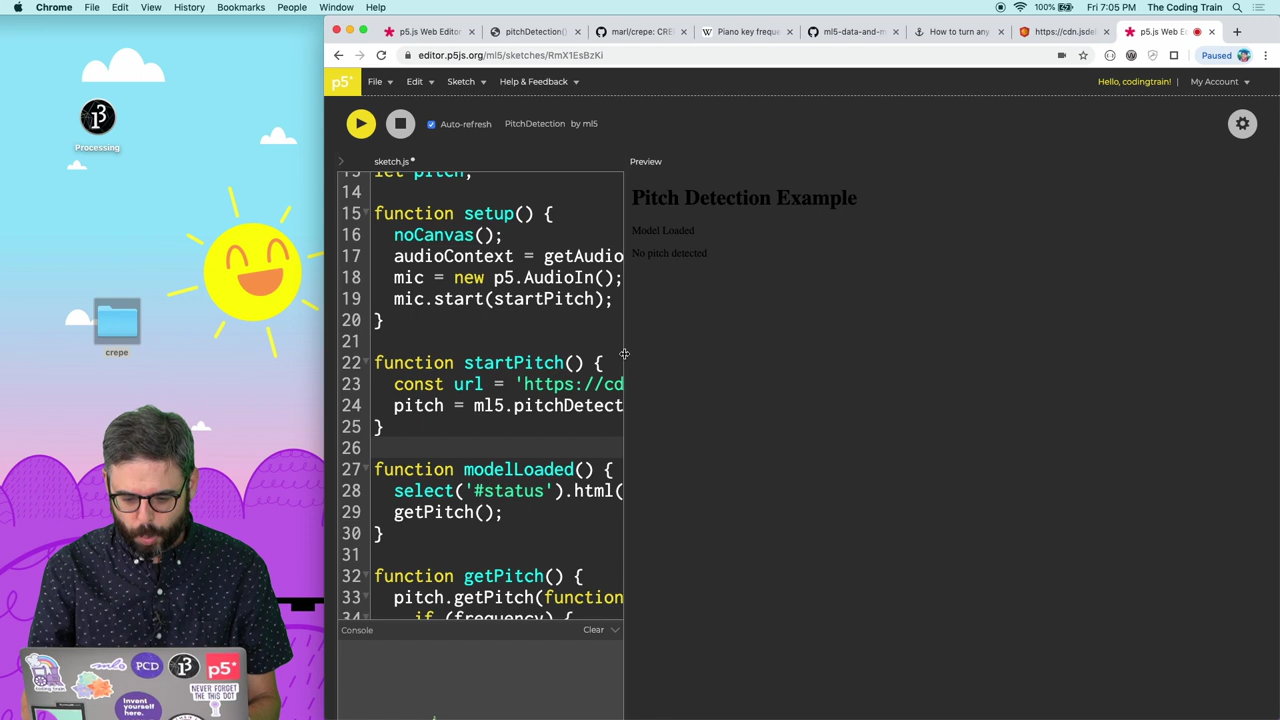 Chrome File Edit View History Bookmarks People Window Help
100% Fri 7:05 PM The Coding Train
p5.js Web Editor
pitchDetection()
marl/crepe: CRE
Piano key freque
ml5-data-and-m
How to turn any
https://cdn.jsdel
p5.js Web E
editor.p5js.org/ml5/sketches/RmX1EsBzKi
Paused
p5*
File Edit Sketch Help & Feedback
Hello, codingtrain! | My Account
Auto-refresh PitchDetection by ml5
sketch.js
Preview
13 let pitch;
14
15 function setup() {
16 noCanvas();
17 audioContext = getAudio
18 mic = new p5.AudioIn();
19 mic.start(startPitch);
20 }
21
22 function startPitch() {
23 const url = 'https://cd
24 pitch = ml5.pitchDetect
25 }
26
27 function modelLoaded() {
28 select('#status').html(
29 getPitch();
30 }
31
32 function getPitch() {
33 pitch.getPitch(function
34 if (frequency) {
Console
Clear
Pitch Detection Example
Model Loaded
No pitch detected
Processing
crepe
PCD
p5*
NEVER FORGET
THE THIS DOT
Invent
yourself
here.